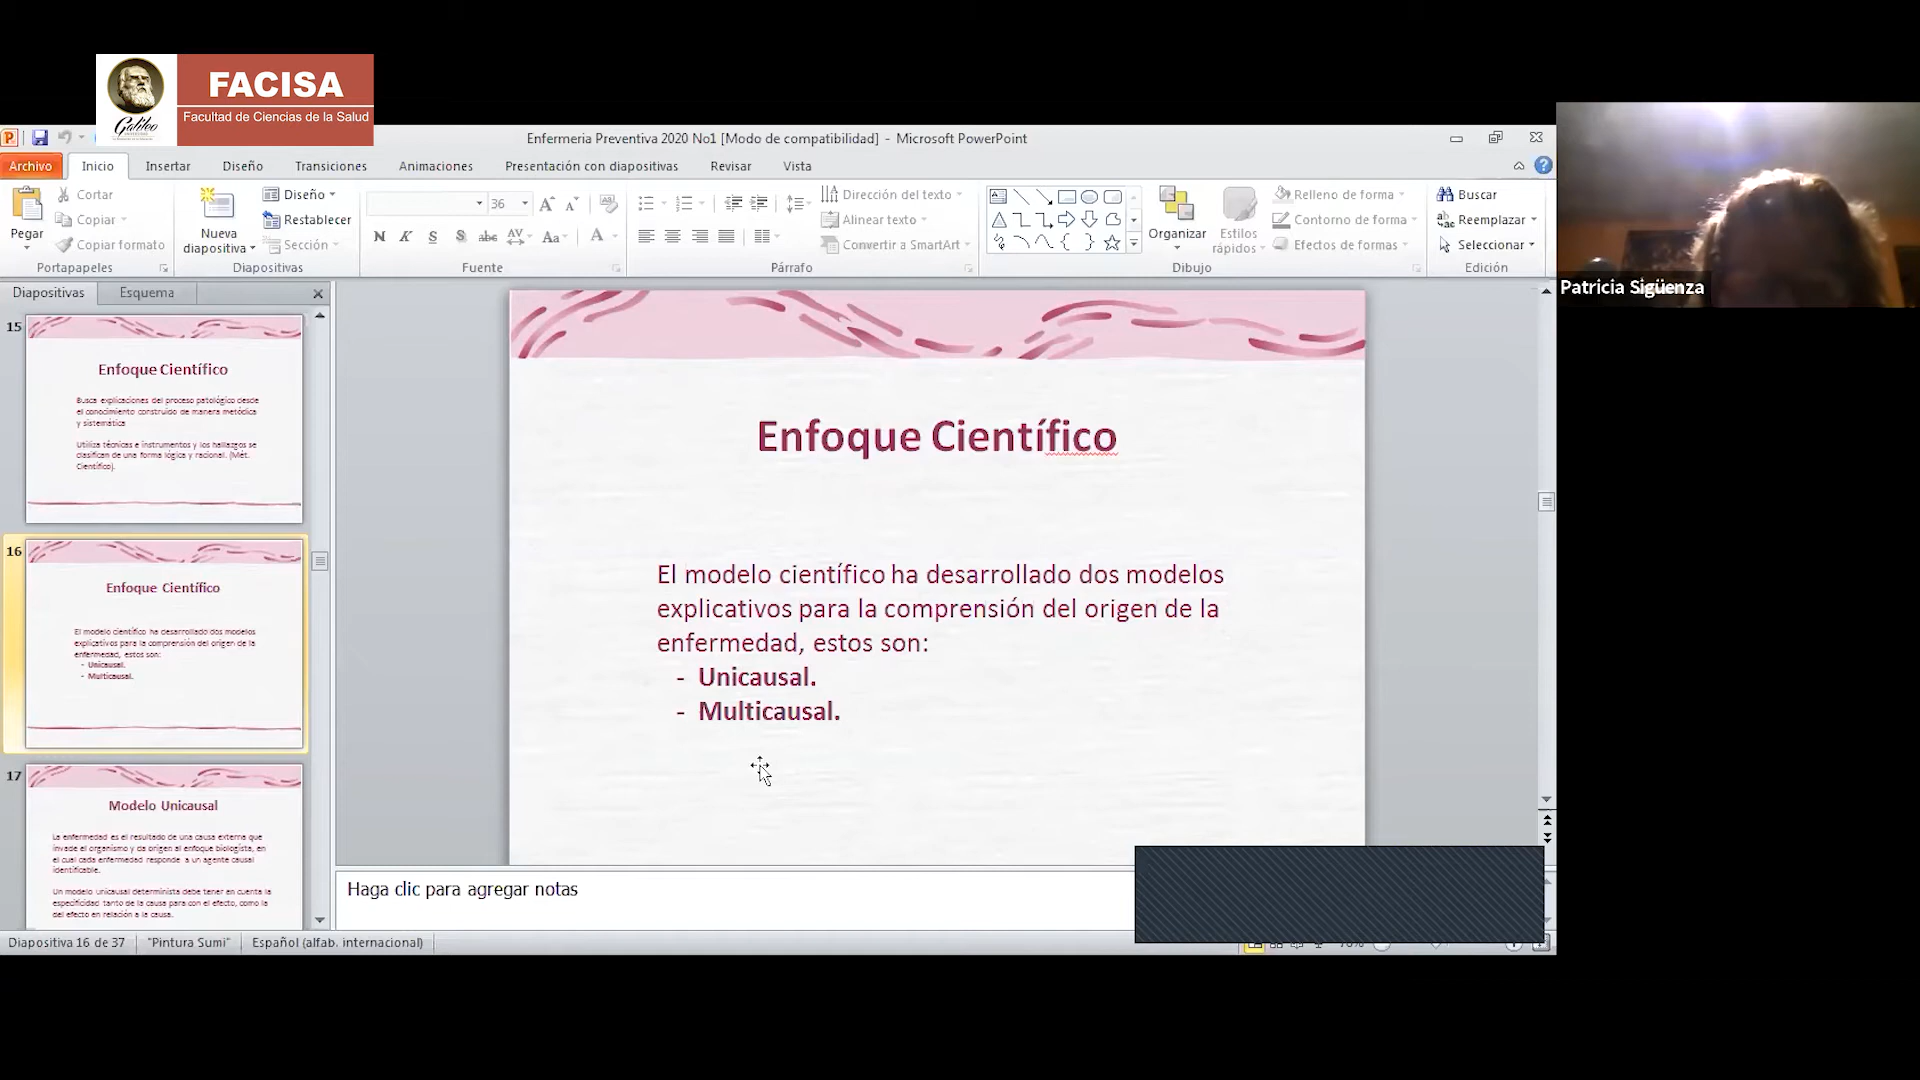 FACISA
Galileo
Facultad de Ciencias de la Salud
Enfermeria Preventiva 2020 No1 [Modo de compatibilidad] - Microsoft PowerPoint
Archivo Inicio Insertar Diseño Transiciones Animaciones Presentación con diapositivas Revisar Vista
Pegar
Cortar
Copiar
Copiar formato
Portapapeles
Nueva diapositiva
Diseño
Restablecer
Sección
Diapositivas
36
N K S S abc AV Aa A
Fuente
Dirección del texto
Alinear texto
Convertir a SmartArt
Párrafo
Organizar
Estilos rápidos
Relleno de forma
Contorno de forma
Efectos de formas
Dibujo
Buscar
Reemplazar
Seleccionar
Edición
Patricia Sigüenza
Diapositivas Esquema
15
Enfoque Científico
Busca explicaciones del proceso patológico desde
el conocimiento construido de manera metódica
y sistemática
Utiliza técnicas e instrumentos y los hallazgos se
clasifican de una forma lógica y racional. (Mét.
Científico).
16
Enfoque Científico
El modelo científico ha desarrollado dos modelos
explicativos para la comprensión del origen de la
enfermedad, estos son:
- Unicausal.
- Multicausal.
17
Modelo Unicausal
La enfermedad es el resultado de una causa externa que
invade el organismo y da origen al enfoque biologista, en
el cual cada enfermedad responde a un agente causal
identificable.
Un modelo unicausal determinista debe tener en cuenta la
especificidad tanto de la causa para con el efecto, como la
del efecto en relación a la causa.
Enfoque Científico
El modelo científico ha desarrollado dos modelos
explicativos para la comprensión del origen de la
enfermedad, estos son:
- Unicausal.
- Multicausal.
Haga clic para agregar notas
Diapositiva 16 de 37 "Pintura Sumi" Español (alfab. internacional)